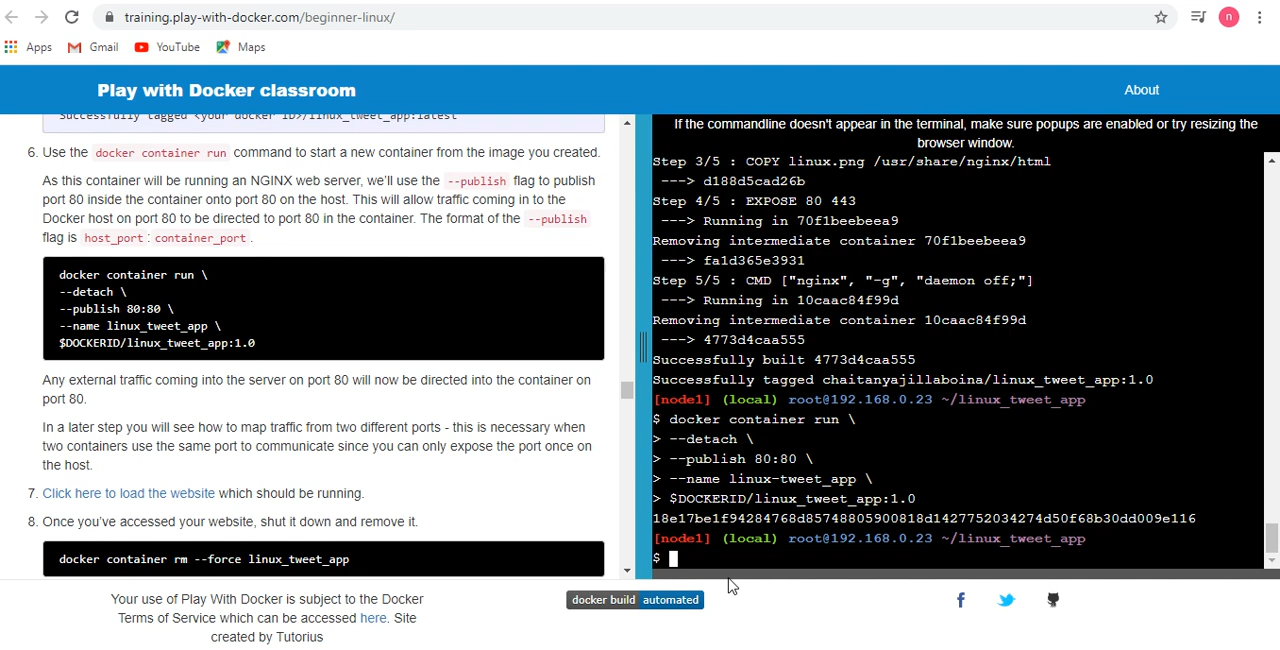 training.play-with-docker.com/beginner-linux/
n
Apps
Gmail
YouTube
Maps
Play with Docker classroom
About
Successfully tagged <your docker ID>/linux_tweet_app:latest
6. Use the docker container run command to start a new container from the image you created.
As this container will be running an NGINX web server, we'll use the --publish flag to publish
port 80 inside the container onto port 80 on the host. This will allow traffic coming in to the
Docker host on port 80 to be directed to port 80 in the container. The format of the --publish
flag is host_port : container_port .
docker container run \
--detach \
--publish 80:80 \
--name linux_tweet_app \
$DOCKERID/linux_tweet_app:1.0
Any external traffic coming into the server on port 80 will now be directed into the container on
port 80.
In a later step you will see how to map traffic from two different ports - this is necessary when
two containers use the same port to communicate since you can only expose the port once on
the host.
7. Click here to load the website which should be running.
8. Once you've accessed your website, shut it down and remove it.
docker container rm --force linux_tweet_app
If the commandline doesn't appear in the terminal, make sure popups are enabled or try resizing the
browser window.
Step 3/5 : COPY linux.png /usr/share/nginx/html
---> d188d5cad26b
Step 4/5 : EXPOSE 80 443
---> Running in 70f1beebeea9
Removing intermediate container 70f1beebeea9
---> fa1d365e3931
Step 5/5 : CMD ["nginx", "-g", "daemon off;"]
---> Running in 10caac84f99d
Removing intermediate container 10caac84f99d
---> 4773d4caa555
Successfully built 4773d4caa555
Successfully tagged chaitanyajillaboina/linux_tweet_app:1.0
[node1] (local) root@192.168.0.23 ~/linux_tweet_app
$ docker container run \
> --detach \
> --publish 80:80 \
> --name linux-tweet_app \
> $DOCKERID/linux_tweet_app:1.0
18e17be1f94284768d85748805900818d1427752034274d50f68b30dd009e116
[node1] (local) root@192.168.0.23 ~/linux_tweet_app
$
Your use of Play With Docker is subject to the Docker
Terms of Service which can be accessed here. Site
created by Tutorius
docker build automated